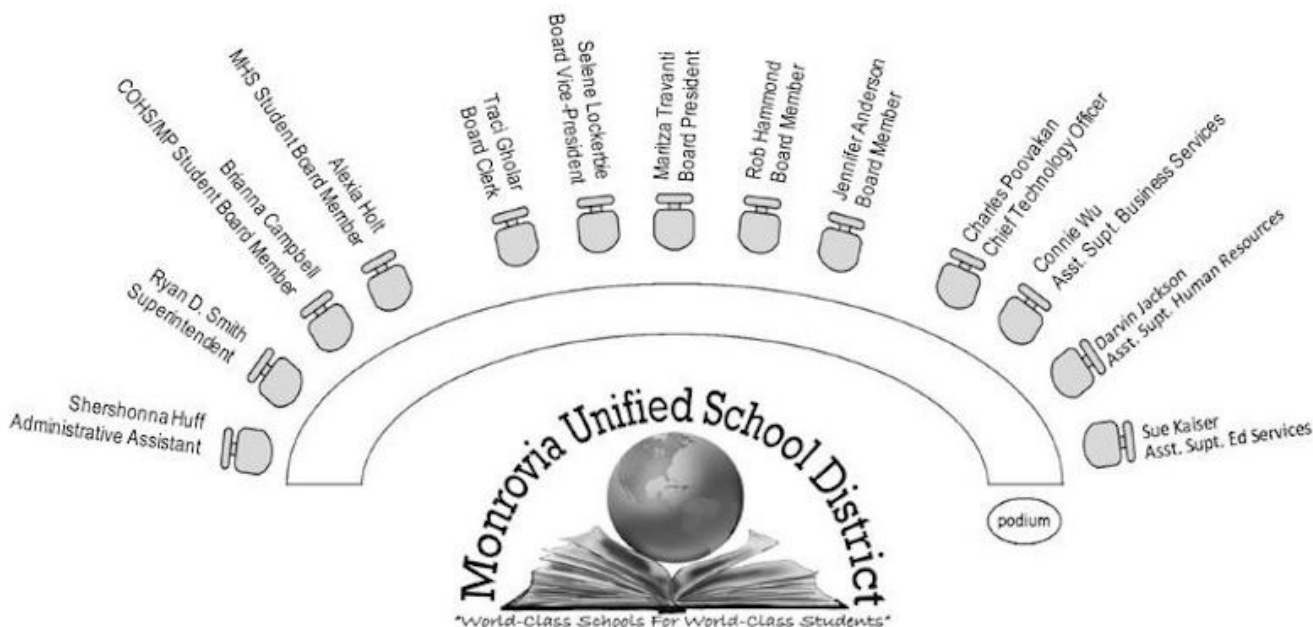 Shershonna Huff
Administrative Assistant
Ryan D. Smith
Superintendent
Brianna Campbell
COHS/MP Student Board Member
Alexia Holt
MHS Student Board Member
Traci Gholar
Board Clerk
Selene Lockerbie
Board Vice-President
Maritza Travanti
Board President
Rob Hammond
Board Member
Jennifer Anderson
Board Member
Charles Poovakan
Chief Technology Officer
Connie Wu
Asst. Supt. Business Services
Darvin Jackson
Asst. Supt. Human Resources
Sue Kaiser
Asst. Supt. Ed Services
podium
Monrovia Unified School District
"World-Class Schools For World-Class Students"